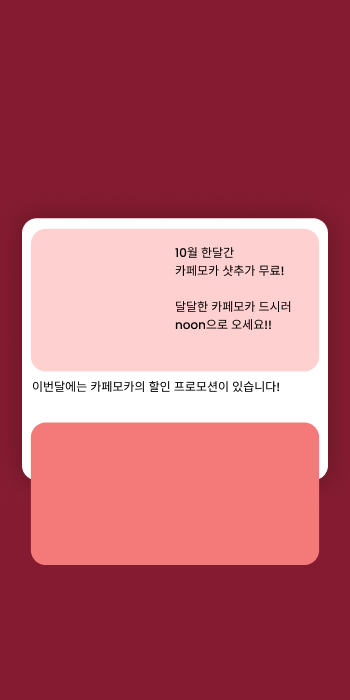 10월 한달간
카페모카 샷추가 무료!
달달한 카페모카 드시러
noon으로 오세요!!
이번달에는 카페모카의 할인 프로모션이 있습니다!